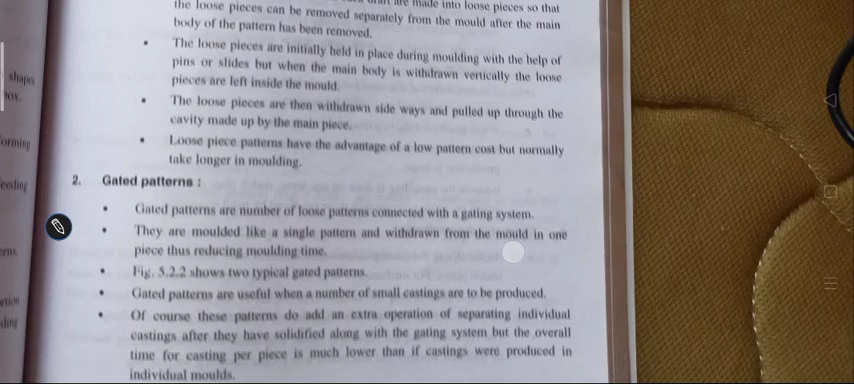 are made into loose pieces so that
the loose pieces can be removed separately from the mould after the main
body of the pattern has been removed.
• The loose pieces are initially held in place during moulding with the help of
pins or slides but when the main body is withdrawn vertically the loose
pieces are left inside the mould.
• The loose pieces are then withdrawn side ways and pulled up through the
cavity made up by the main piece.
• Loose piece patterns have the advantage of a low pattern cost but normally
take longer in moulding.
2. Gated patterns :
• Gated patterns are number of loose patterns connected with a gating system.
• They are moulded like a single pattern and withdrawn from the mould in one
piece thus reducing moulding time.
• Fig. 5.2.2 shows two typical gated patterns.
• Gated patterns are useful when a number of small castings are to be produced.
• Of course these patterns do add an extra operation of separating individual
castings after they have solidified along with the gating system but the overall
time for casting per piece is much lower than if castings were produced in
individual moulds.